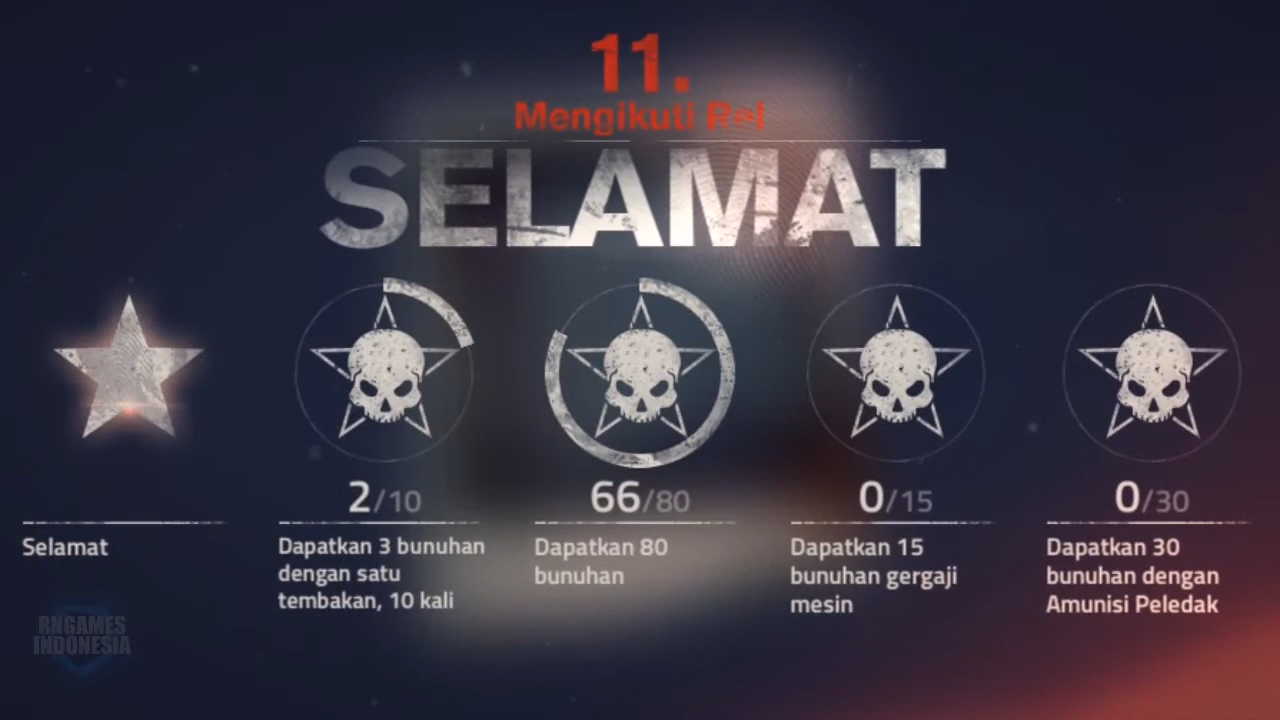 11.
Mengikuti Rel
SELAMAT
Selamat
2/10
Dapatkan 3 bunuhan
dengan satu
tembakan, 10 kali
66/80
Dapatkan 80
bunuhan
0/15
Dapatkan 15
bunuhan gergaji
mesin
0/30
Dapatkan 30
bunuhan dengan
Amunisi Peledak
RNGAMES
INDONESIA